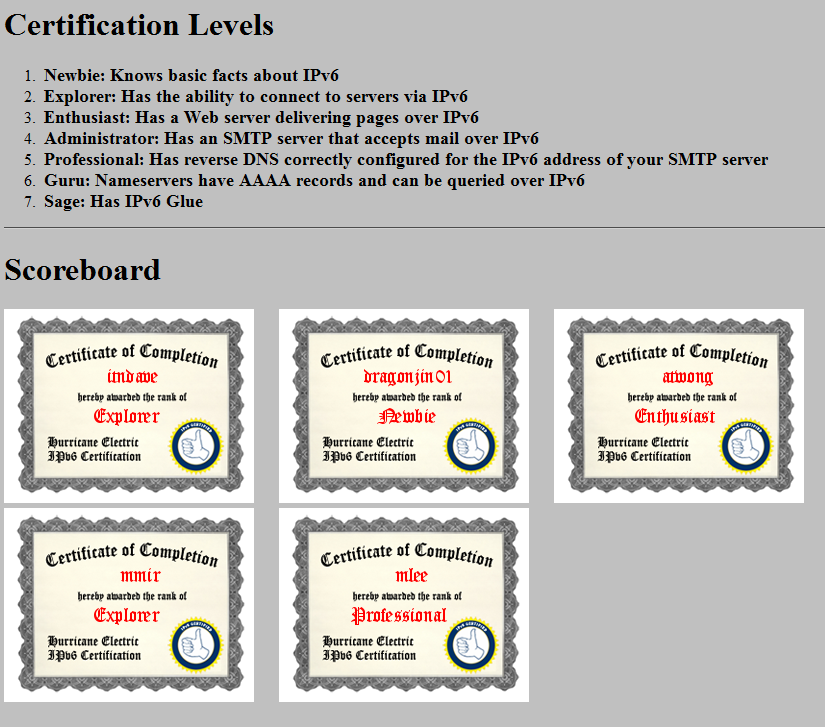 Certification Levels
1. Newbie: Knows basic facts about IPv6
2. Explorer: Has the ability to connect to servers via IPv6
3. Enthusiast: Has a Web server delivering pages over IPv6
4. Administrator: Has an SMTP server that accepts mail over IPv6
5. Professional: Has reverse DNS correctly configured for the IPv6 address of your SMTP server
6. Guru: Nameservers have AAAA records and can be queried over IPv6
7. Sage: Has IPv6 Glue
Scoreboard
Certificate of Completion
itndave
hereby awarded the rank of
Explorer
Hurricane Electric
IPv6 Certification
IPV6 CERTIFIED
Certificate of Completion
dragonjin01
hereby awarded the rank of
Newbie
Hurricane Electric
IPv6 Certification
IPV6 CERTIFIED
Certificate of Completion
atwong
hereby awarded the rank of
Enthusiast
Hurricane Electric
IPv6 Certification
IPV6 CERTIFIED
Certificate of Completion
mmir
hereby awarded the rank of
Explorer
Hurricane Electric
IPv6 Certification
IPV6 CERTIFIED
Certificate of Completion
mlee
hereby awarded the rank of
Professional
Hurricane Electric
IPv6 Certification
IPV6 CERTIFIED